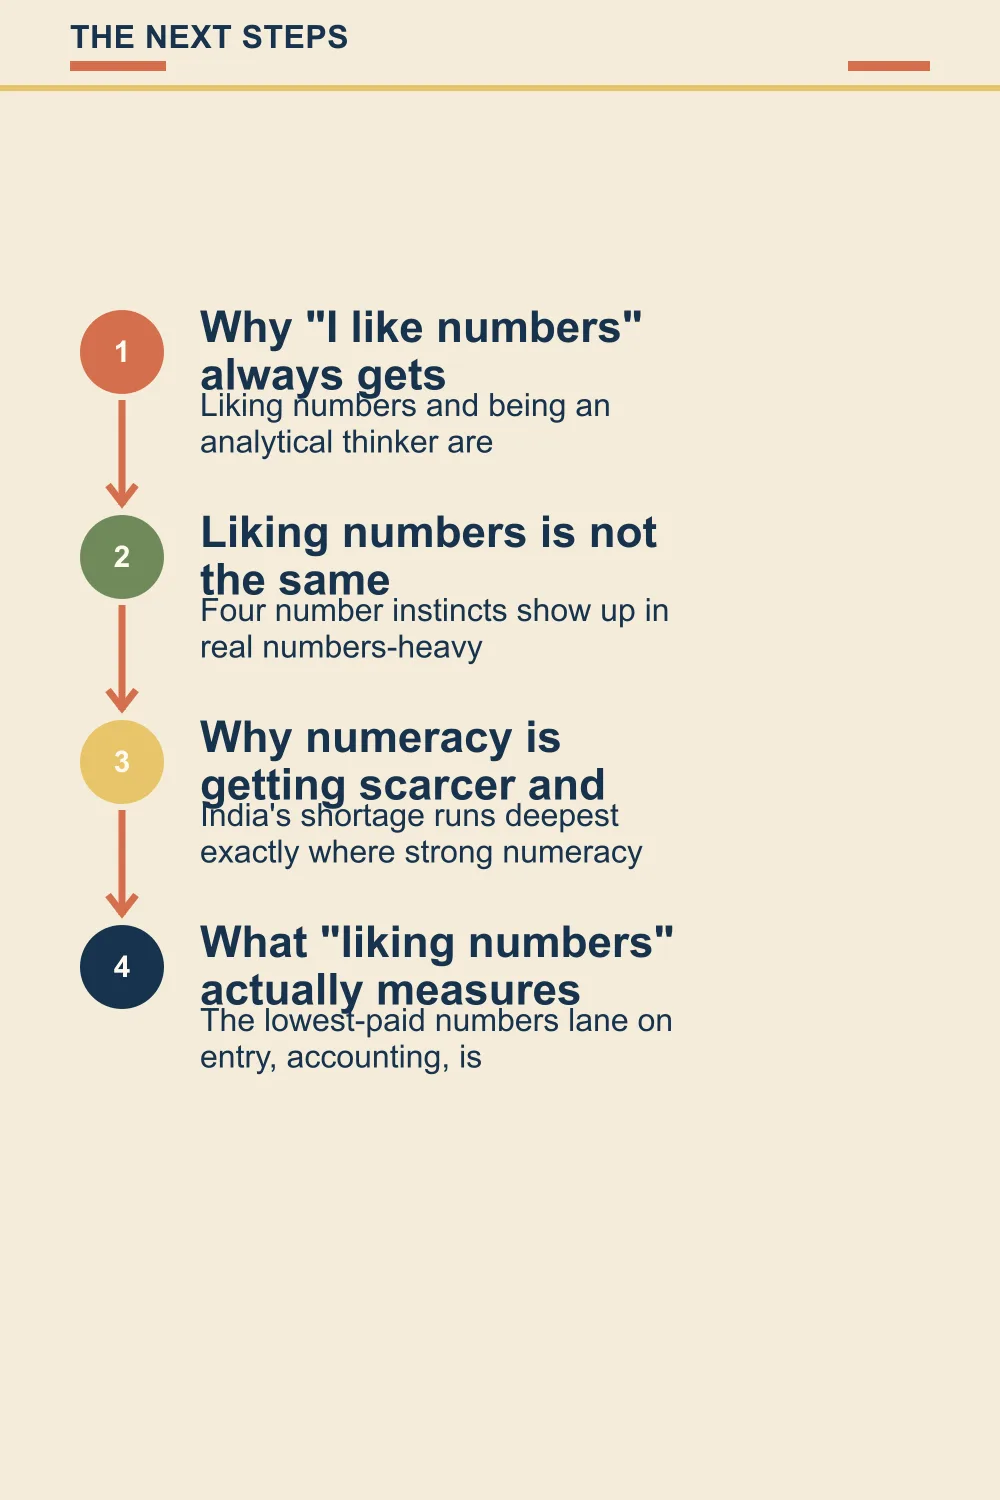 THE NEXT STEPS
1
Why "I like numbers"
always gets
Liking numbers and being an
analytical thinker are
2
Liking numbers is not
the same
Four number instincts show up in
real numbers-heavy
3
Why numeracy is
getting scarcer and
India's shortage runs deepest
exactly where strong numeracy
4
What "liking numbers"
actually measures
The lowest-paid numbers lane on
entry, accounting, is